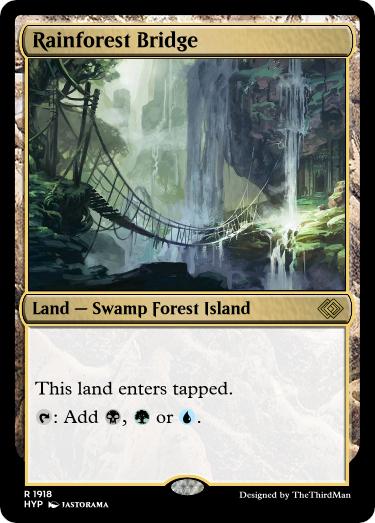 Rainforest Bridge
Land — Swamp Forest Island
This land enters tapped.
: Add , or .
R 1918
HYP JASTORAMA
Designed by TheThirdMan